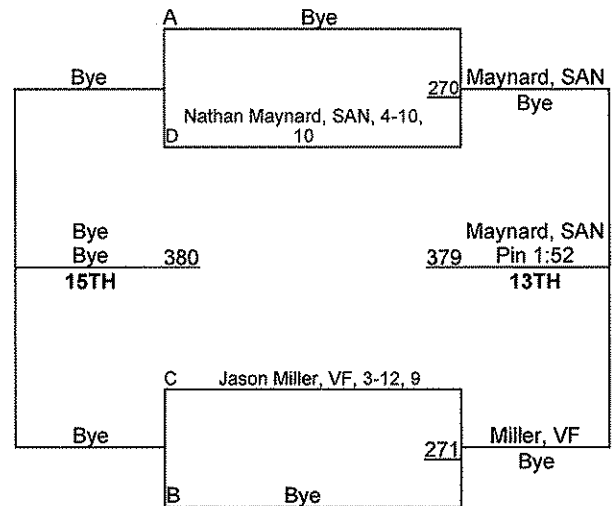 A
Bye
Bye
270
Maynard, SAN
Bye
Nathan Maynard, SAN, 4-10,
10
D
Bye
Bye
380
15TH
Maynard, SAN
379
Pin 1:52
13TH
C
Jason Miller, VF, 3-12, 9
Bye
271
Miller, VF
Bye
B
Bye